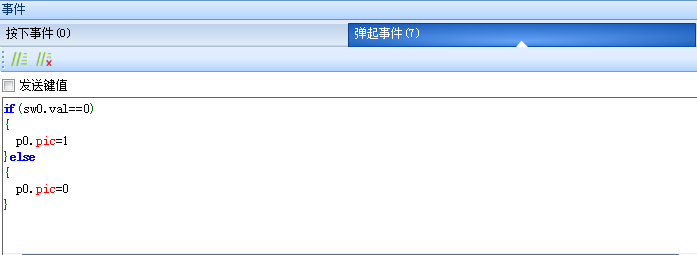 事件
按下事件(0)
弹起事件(7)
发送键值
if(sw0.val==0)
{
  p0.pic=1
}else
{
  p0.pic=0
}